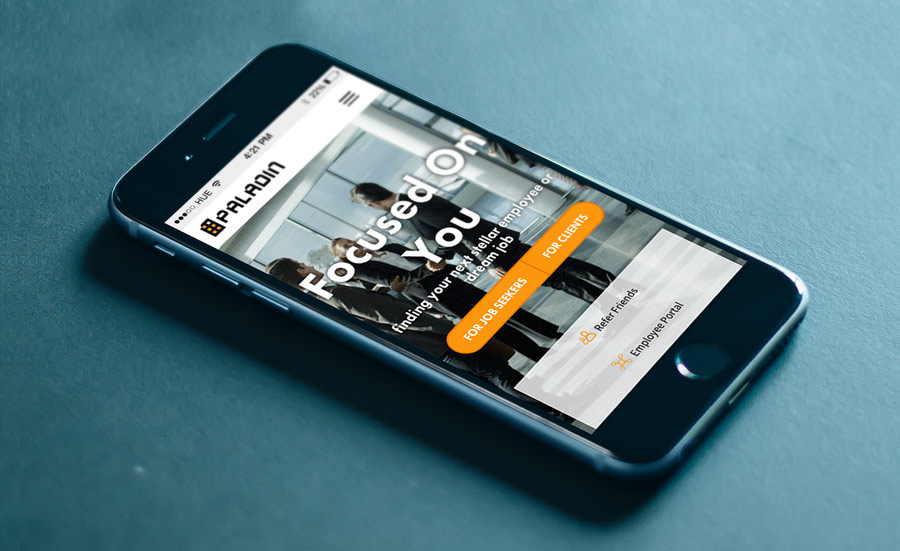 HUE
4:21 PM
22%
PALADIN
Focused On
You
finding your next stellar employee or
dream job
FOR JOB SEEKERS
FOR CLIENTS
Refer Friends
Employee Portal